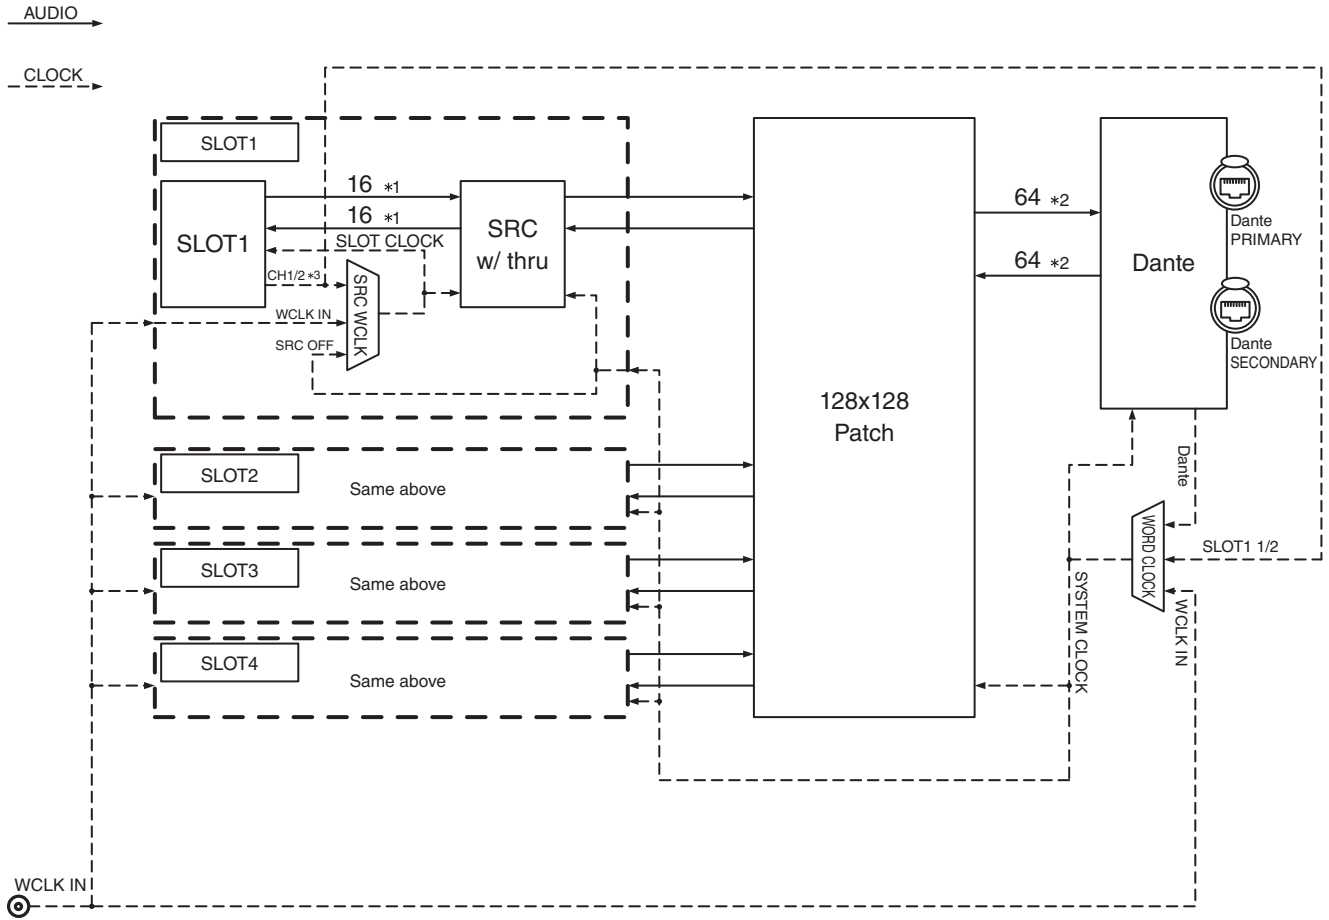 AUDIO
CLOCK
SLOT1
SLOT1
16 *1
16 *1
SLOT CLOCK
CH1/2 *3
WCLK IN
SRC OFF
SRC WCLK
SRC
w/ thru
128x128
Patch
64 *2
64 *2
Dante
Dante
PRIMARY
Dante
SECONDARY
SLOT2
Same above
SLOT3
Same above
SLOT4
Same above
Dante
WORD CLOCK
SLOT1 1/2
WCLK IN
SYSTEM CLOCK
WCLK IN